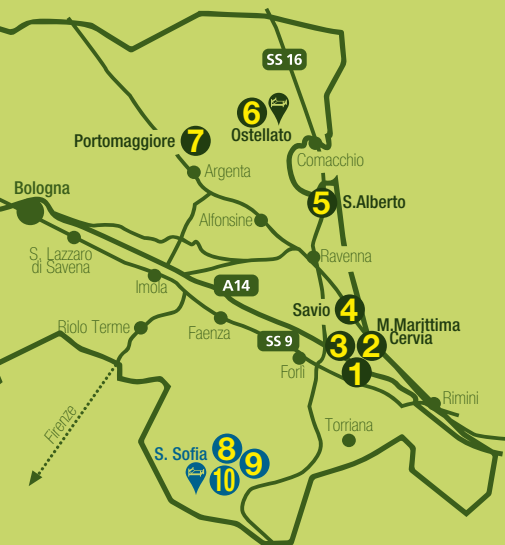 SS 16
6
Ostellato
Portomaggiore 7
Comacchio
Argenta
Bologna
5 S.Alberto
Alfonsine
S. Lazzaro
di Savena
Ravenna
Imola
A14
Savio 4
M.Marittima
Cervia
Riolo Terme
Faenza
SS 9
3 2
Forlì
1
Rimini
Firenze
Torriana
S. Sofia 8
9
10